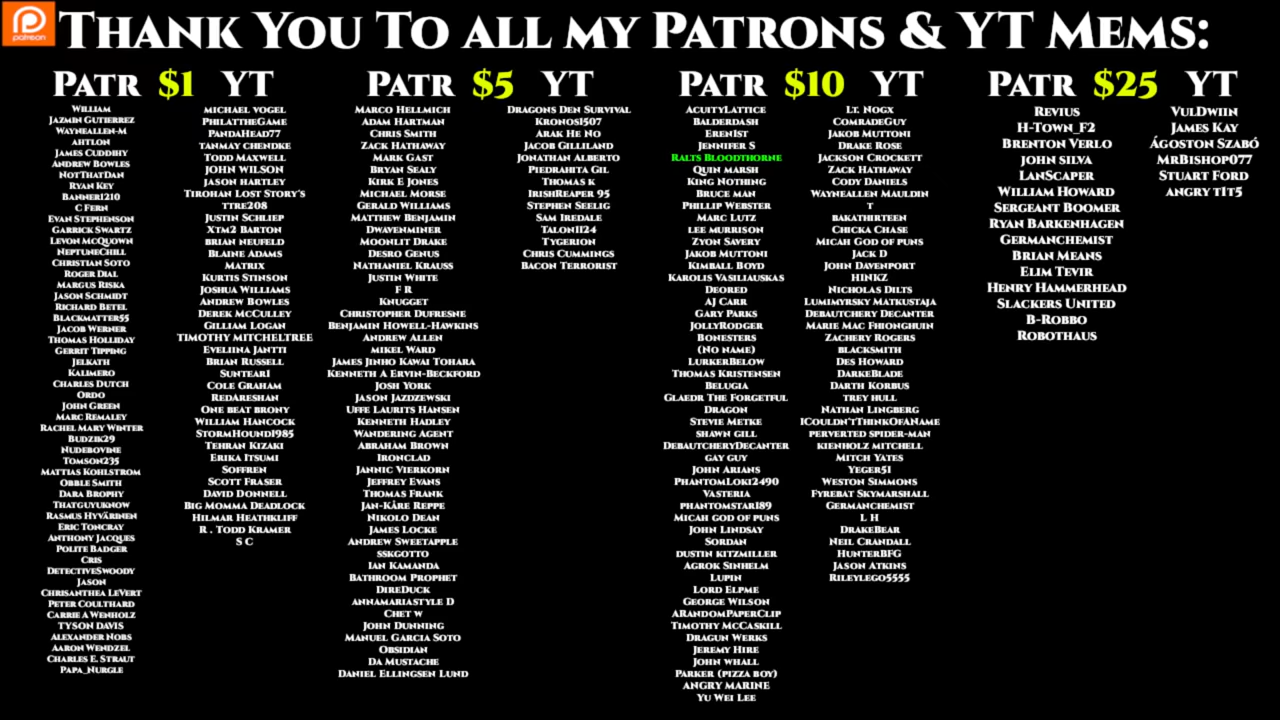 patreon
Thank You To all my Patrons & YT Mems:
Patr $1 YT
William
Jazmin Gutierrez
Wayneallen-M
ahtlon
James Cuddihy
Andrew Bowles
NotThatDan
Ryan Key
Banner1210
C Fern
Evan Stephenson
Garrick Swartz
Levon McQuown
NeptuneChill
Christian Soto
Roger Dial
Margus Riska
Jason Schmidt
Richard Betel
Blackmatter55
Jacob Werner
Thomas Holliday
Gerrit Tipping
Jelkath
Kalimero
Charles Dutch
Ordo
John Green
Marc Remaley
Rachel Mary Winter
Budzik29
Nudebovine
Tomson235
Mattias Kohlstrom
Obble Smith
Dara Brophy
Thatguyuknow
Rasmus Hyvärinen
Eric Toncray
Anthony Jacques
Polite Badger
Cris
DetectiveSwoody
Jason
Chrisanthea LeVert
Peter Coulthard
Carrie A Wenholz
TYSON DAVIS
Alexander Nobs
Aaron Wendzel
Charles E. Straut
Papa_Nurgle
michael vogel
PhilattheGame
PandaHead77
tanmay chendke
Todd Maxwell
JOHN WILSON
jason hartley
Tirohan Lost Story's
ttre208
Justin Schliep
Xtm2 Barton
brian neufeld
Blaine Adams
Matrix
Kurtis Stinson
Joshua Williams
Andrew Bowles
Derek McCulley
Gilliam Logan
TIMOTHY MITCHELTREE
Eveliina Jantti
Brian Russell
Suntear1
Cole Graham
RedAreshan
One beat brony
William Hancock
StormHound1985
Tehran Kizaki
Erika Itsumi
Soffren
Scott Fraser
David Donnell
Big Momma Deadlock
Hilmar Heathkliff
R . Todd Kramer
S C
Patr $5 YT
Marco Hellmich
Adam Hartman
Chris Smith
Zack Hathaway
Mark Gast
Bryan Sealy
Kirk E Jones
Michael Morse
Gerald Williams
Matthew Benjamin
Dwavenminer
Moonlit Drake
Desro Genus
Nathaniel Krauss
Justin White
F R
Knugget
Christopher Dufresne
Benjamin Howell-Hawkins
Andrew Allen
mikel Ward
James Jinho Kawai Tohara
Kenneth A Ervin-Beckford
Josh York
Jason Jazdzewski
Uffe Laurits Hansen
Kenneth Hadley
Wandering Agent
Abraham Brown
Ironclad
Jannic Vierkorn
Jeffrey Evans
Thomas Frank
Jan-Kåre Reppe
Nikolo Dean
James Locke
Andrew Sweetapple
sskgotto
Ian Kamanda
Bathroom Prophet
DireDuck
annamariastyle D
Chet w
John Dunning
Manuel Garcia Soto
Obsidian
Da Mustache
Daniel Ellingsen Lund
Dragons Den Survival
Kronos1507
Arak He No
Jacob Gilliland
Jonathan Alberto
Piedrahita Gil
Thomas k
IrishReaper 95
Stephen Seelig
Sam Iredale
Talon1124
Tygerion
Chris Cummings
Bacon Terrorist
Patr $10 YT
AcuityLattice
Balderdash
Eren1st
Jennifer S
Ralts Bloodthorne
Quin marsh
King Nothing
Bruce man
Phillip Webster
Marc Lutz
lee murrison
Zyon Savery
Jakob Muttoni
Kimball Boyd
Karolis Vasiliauskas
Deored
AJ Carr
Gary Parks
JollyRodger
Bonesters
(No name)
LurkerBelow
Thomas Kristensen
Belugia
Glaedr The Forgetful
Dragon
Stevie Metke
shawn gill
DebautcheryDecanter
gay guy
John Arians
PhantomLoki2490
Vasteria
phantomstar189
Micah god of puns
John Lindsay
Sordan
dustin kitzmiller
Agrok Sinhelm
Lupin
Lord Elpme
George Wilson
ARandomPaperClip
Timothy McCaskill
Dragun Werks
Jeremy Hire
John whall
Parker (pizza boy)
ANGRY MARINE
Yu Wei Lee
Lt. Nogx
ComradeGuy
Jakob Muttoni
Drake Rose
Jackson Crockett
Zack Hathaway
Cody Daniels
Wayneallen Mauldin
T
bakathirteen
Chicka Chase
Micah God of puns
Jack D
John Davenport
HINKZ
Nicholas Dilts
Lumimyrsky Matkustaja
Debautchery Decanter
Marie Mac Fhionghuin
Zachery Rogers
blacksmith
Des Howard
DarkeBlade
Darth Korbus
trey hull
Nathan Lingberg
ICouldn'tThinkOfAName
perverted spider-man
kienholz mitchell
Mitch Yates
Yeger51
Weston Simmons
Fyrebat Skymarshall
Germanchemist
L H
DrakeBear
Neil Crandall
HunterBFG
Jason Atkins
Rileylego5555
Patr $25 YT
Revius
H-Town_F2
Brenton Verlo
john silva
LanScaper
William Howard
Sergeant Boomer
Ryan Barkenhagen
Germanchemist
Brian Means
Elim Tevir
Henry Hammerhead
Slackers United
B-Robbo
Robothaus
VulDwiin
James Kay
Ágoston Szabó
MrBishop077
Stuart Ford
angry t1t5